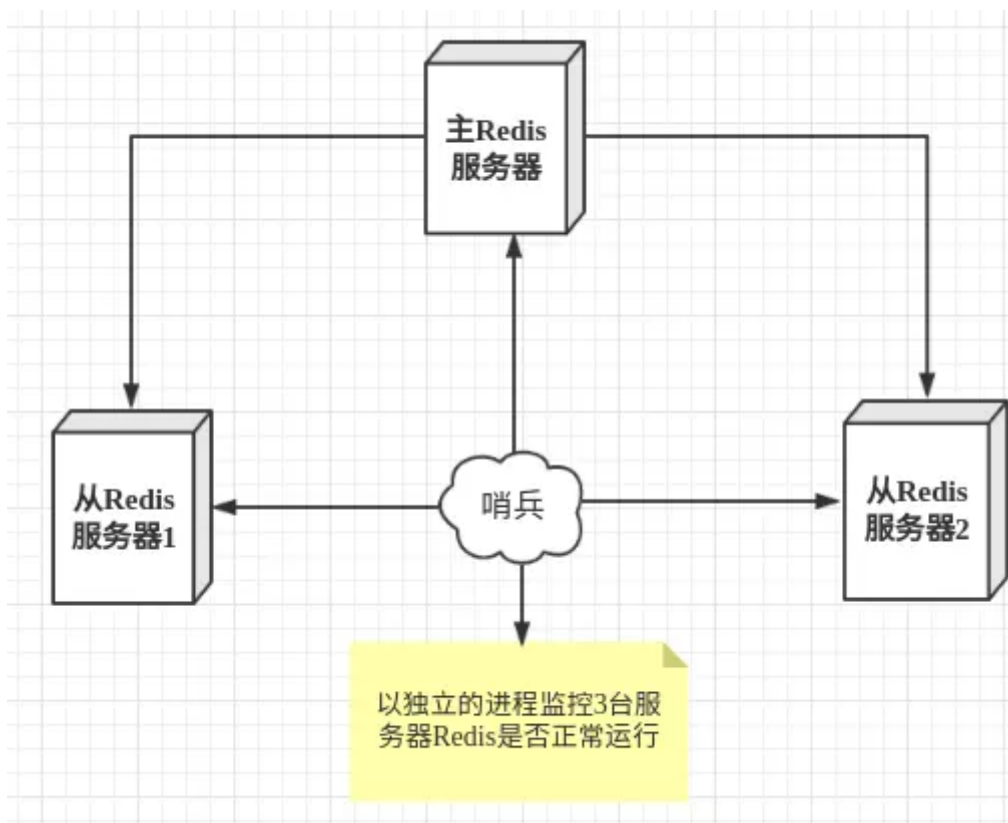 主Redis
服务器
从Redis
服务器1
哨兵
从Redis
服务器2
以独立的进程监控3台服
务器Redis是否正常运行